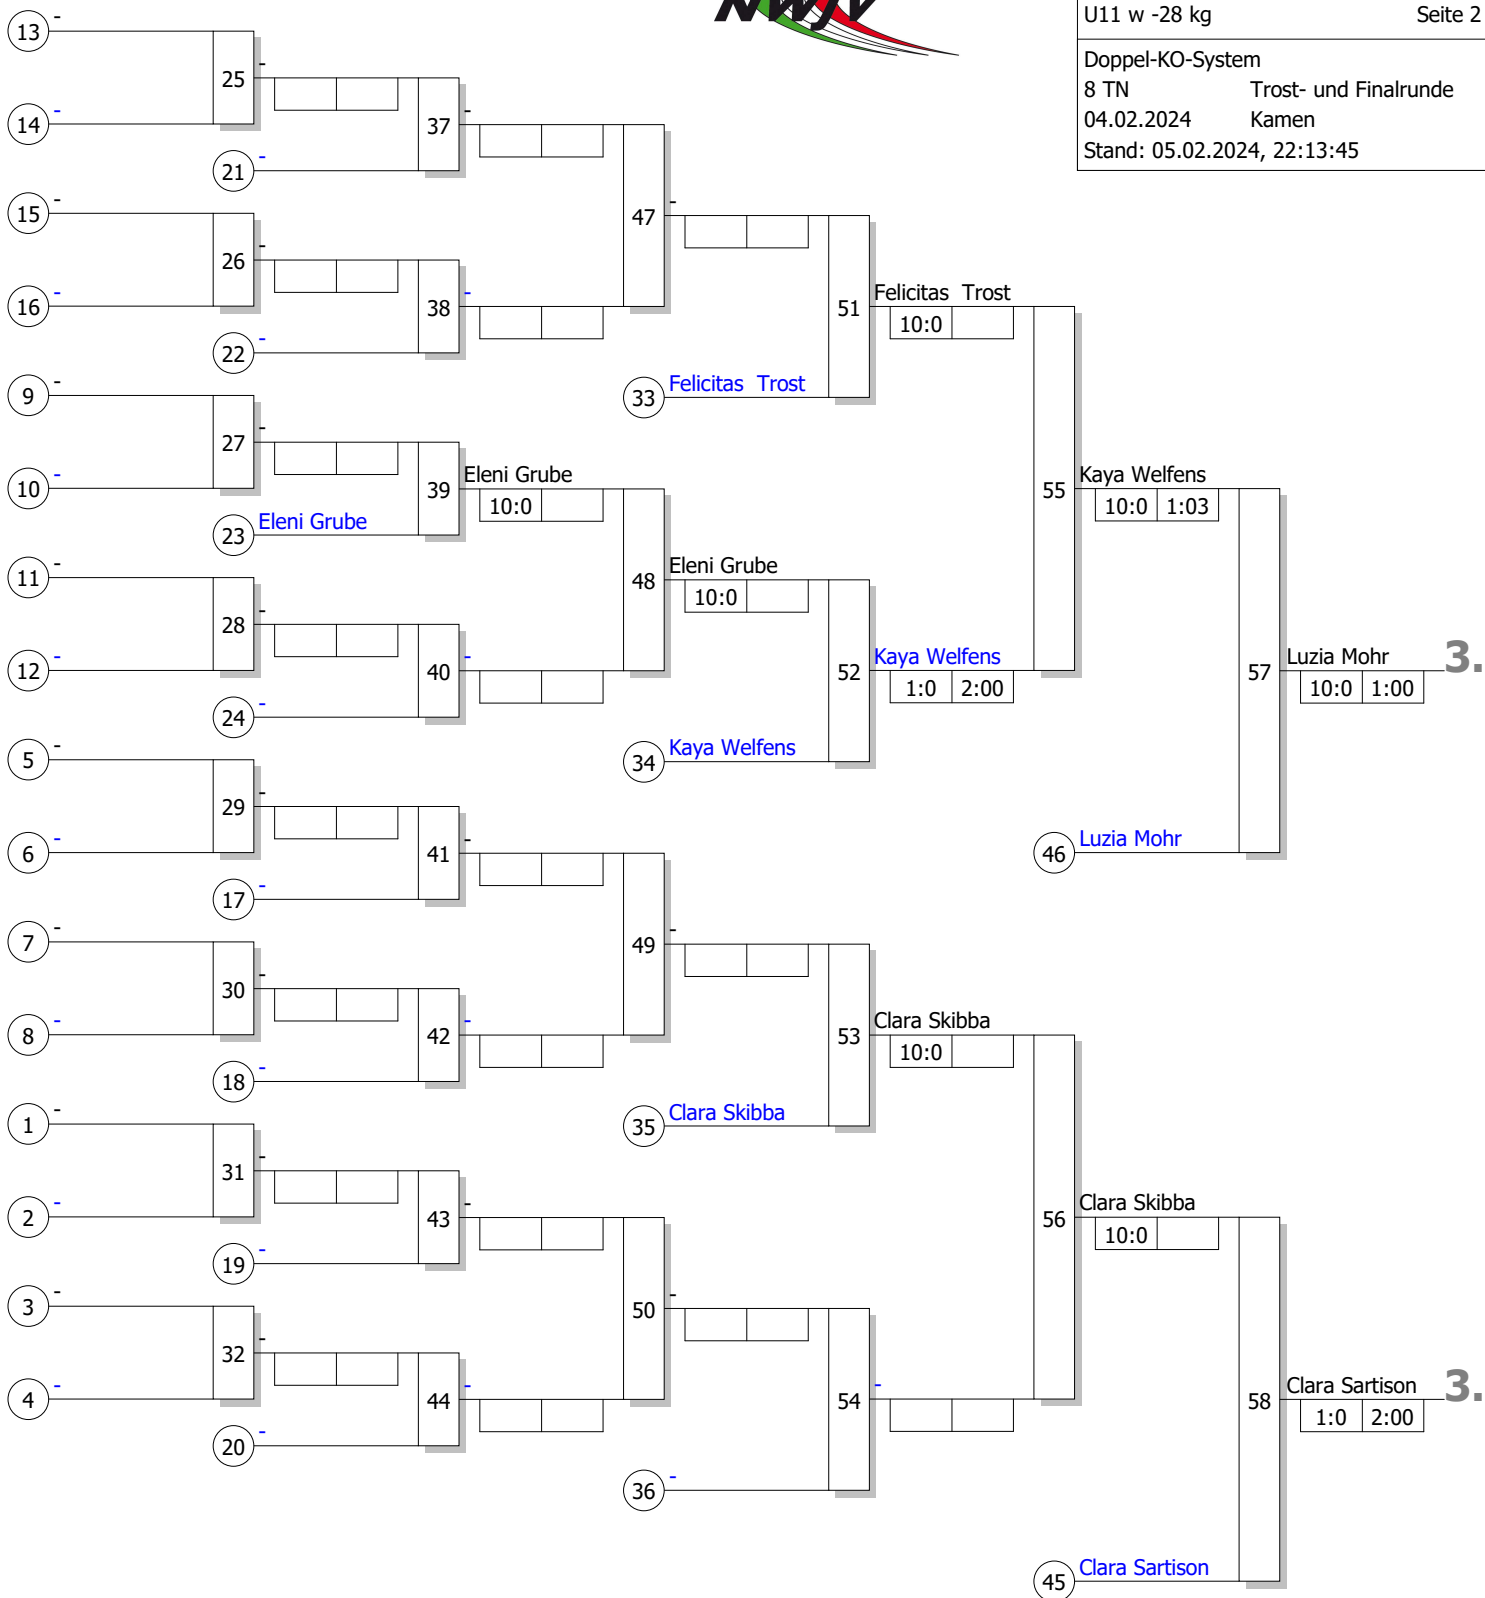 NWJV
U11 w -28 kg Seite 2
Doppel-KO-System
8 TN Trost- und Finalrunde
04.02.2024 Kamen
Stand: 05.02.2024, 22:13:45
13 -
25 -
14 -
37 -
21 -
15 -
47 -
26 -
16 -
38 -
51 Felicitas Trost
10:0
22 -
9 -
33 Felicitas Trost
27 -
10 -
39 Eleni Grube
10:0
55 Kaya Welfens
10:0 1:03
23 Eleni Grube
11 -
48 Eleni Grube
10:0
28 -
12 -
40 -
52 Kaya Welfens
1:0 2:00
57 Luzia Mohr 3.
10:0 1:00
24 -
5 -
34 Kaya Welfens
29 -
6 -
41 -
46 Luzia Mohr
17 -
7 -
49 -
30 -
8 -
42 -
53 Clara Skibba
10:0
18 -
1 -
35 Clara Skibba
31 -
2 -
43 -
56 Clara Skibba
10:0
19 -
3 -
50 -
32 -
4 -
44 -
54 -
58 Clara Sartison 3.
1:0 2:00
20 -
36 -
45 Clara Sartison